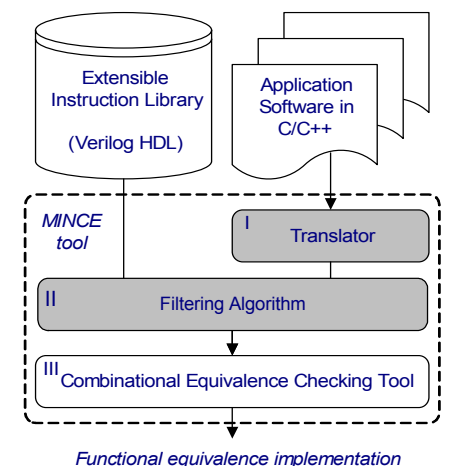 Extensible
Instruction Library
(Verilog HDL)
Application
Software in
C/C++
MINCE
tool
I
Translator
II
Filtering Algorithm
III
Combinational Equivalence Checking Tool
Functional equivalence implementation